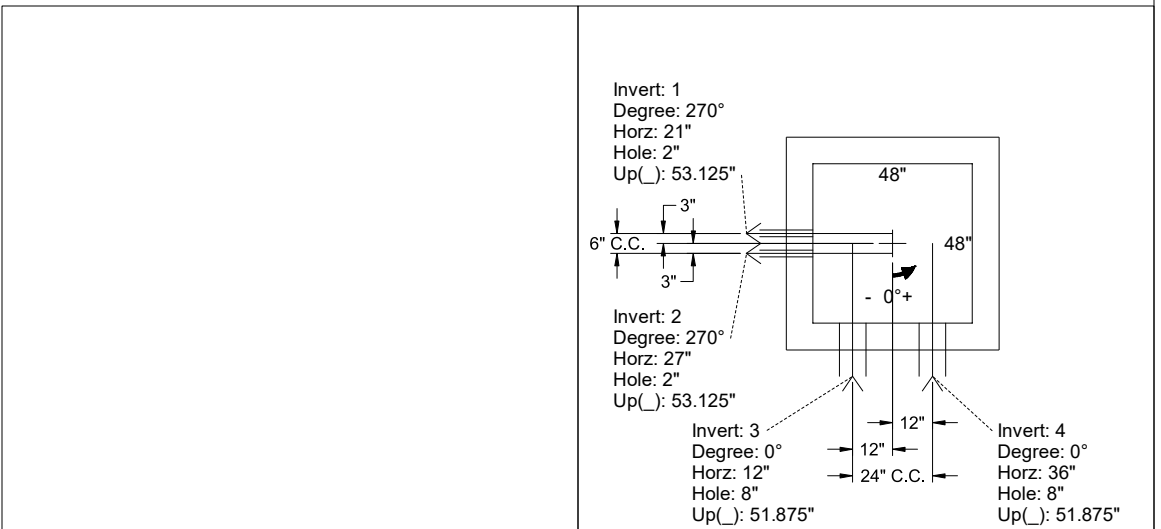 Invert: 1
Degree: 270°
Horz: 21"
Hole: 2"
Up(_): 53.125"
48"
3"
6" C.C.
48"
3"
- 0°+
Invert: 2
Degree: 270°
Horz: 27"
Hole: 2"
Up(_): 53.125"
12"
12"
24" C.C.
Invert: 3
Degree: 0°
Horz: 12"
Hole: 8"
Up(_): 51.875"
Invert: 4
Degree: 0°
Horz: 36"
Hole: 8"
Up(_): 51.875"